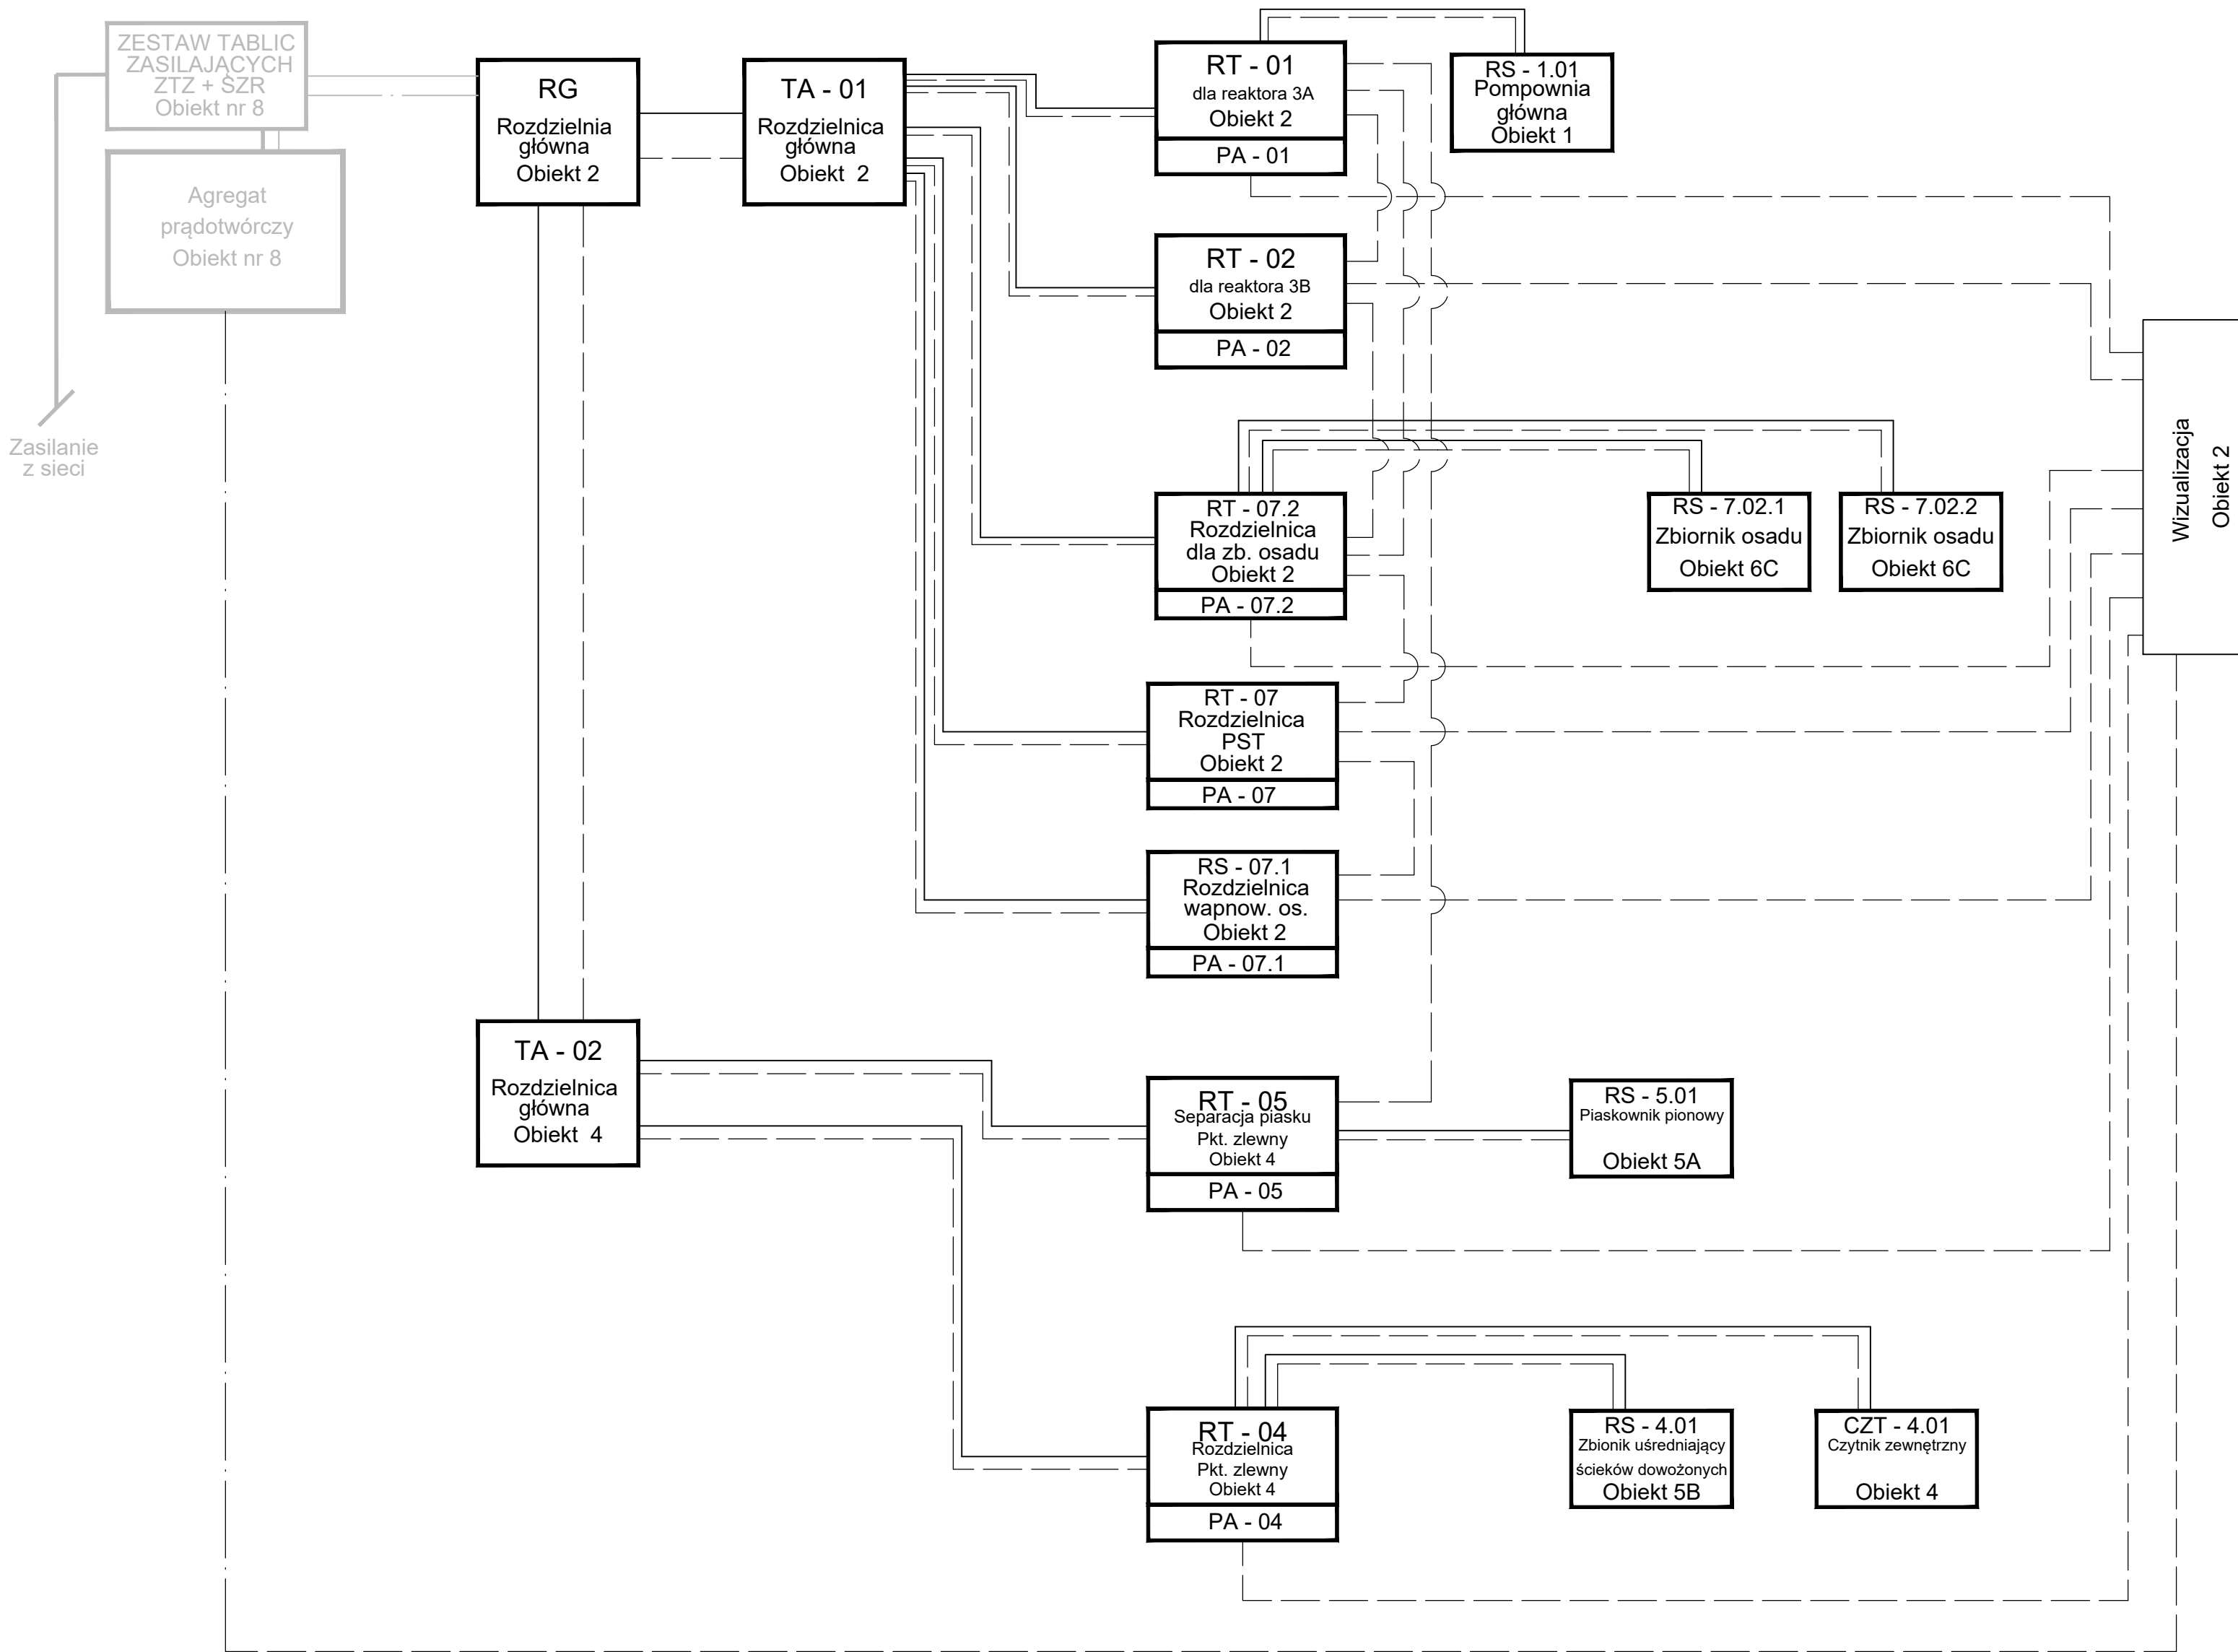 ZESTAW TABLIC
ZASILAJĄCYCH
ZTZ + SZR
Obiekt nr 8
Agregat
prądotwórczy
Obiekt nr 8
Zasilanie
z sieci
RG
Rozdzielnia
główna
Obiekt 2
TA - 01
Rozdzielnica
główna
Obiekt 2
RT - 01
dla reaktora 3A
Obiekt 2
PA - 01
RS - 1.01
Pompownia
główna
Obiekt 1
RT - 02
dla reaktora 3B
Obiekt 2
PA - 02
RT - 07.2
Rozdzielnica
dla zb. osadu
Obiekt 2
PA - 07.2
RS - 7.02.1
Zbiornik osadu
Obiekt 6C
RS - 7.02.2
Zbiornik osadu
Obiekt 6C
Wizualizacja
Obiekt 2
RT - 07
Rozdzielnica
PST
Obiekt 2
PA - 07
RS - 07.1
Rozdzielnica
wapnow. os.
Obiekt 2
PA - 07.1
TA - 02
Rozdzielnica
główna
Obiekt 4
RT - 05
Separacja piasku
Pkt. zlewny
Obiekt 4
PA - 05
RS - 5.01
Piaskownik pionowy
Obiekt 5A
RT - 04
Rozdzielnica
Pkt. zlewny
Obiekt 4
PA - 04
RS - 4.01
Zbionik uśredniający
ścieków dowożonych
Obiekt 5B
CZT - 4.01
Czytnik zewnętrzny
Obiekt 4